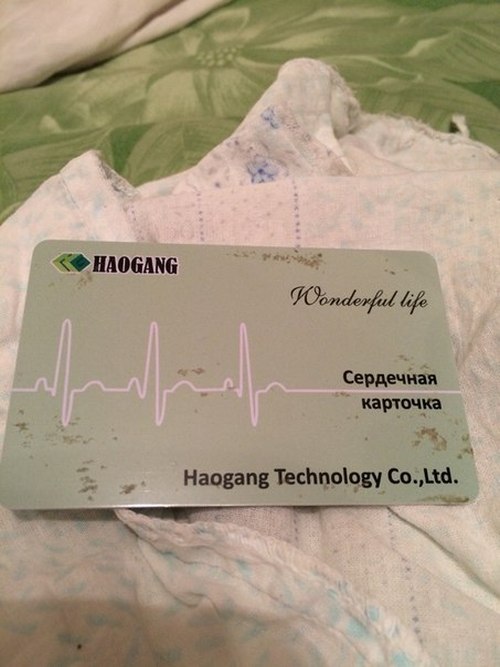 HAOGANG
Wonderful life
Сердечная
карточка
Haogang Technology Co.,Ltd.